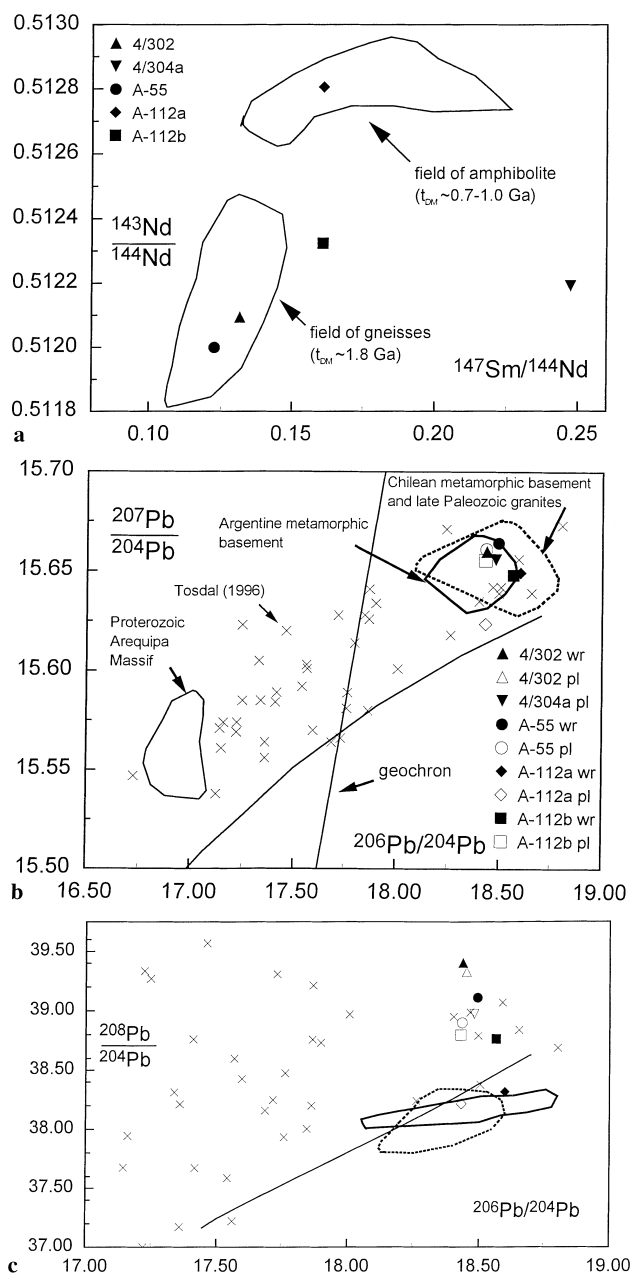 0.5130
0.5128
0.5126
0.5124
0.5122
0.5120
0.5118
4/302
4/304a
A-55
A-112a
A-112b
field of amphibolite
(tDM ~0.7-1.0 Ga)
143Nd
144Nd
field of gneisses
(tDM ~1.8 Ga)
147Sm/144Nd
a
0.10 0.15 0.20 0.25
15.70
15.65
15.60
15.55
15.50
207Pb
204Pb
Chilean metamorphic basement
and late Paleozoic granites
Argentine metamorphic
basement
Tosdal (1996)
Proterozoic
Arequipa
Massif
4/302 wr
4/302 pl
4/304a pl
A-55 wr
A-55 pl
A-112a wr
A-112a pl
A-112b wr
A-112b pl
geochron
206Pb/204Pb
b
16.50 17.00 17.50 18.00 18.50 19.00
39.50
39.00
38.50
38.00
37.50
37.00
208Pb
204Pb
206Pb/204Pb
c
17.00 17.50 18.00 18.50 19.00